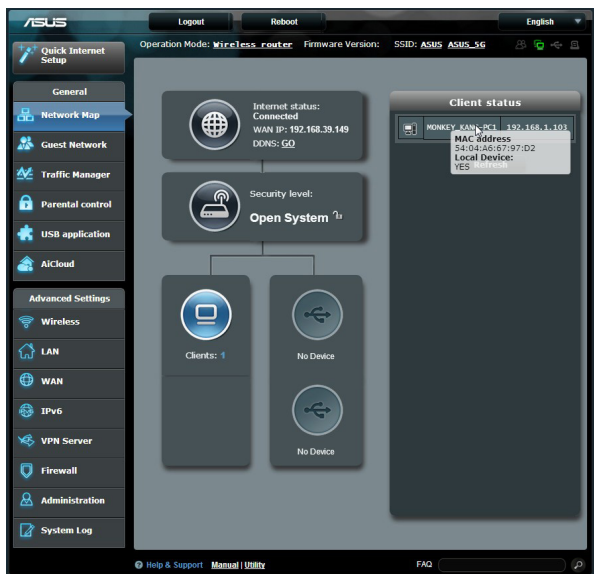 ASUS
Logout
Reboot
English
Operation Mode: Wireless router Firmware Version: SSID: ASUS ASUS_5G
Quick Internet
Setup
General
Network Map
Guest Network
Traffic Manager
Parental control
USB application
AiCloud
Advanced Settings
Wireless
LAN
WAN
IPv6
VPN Server
Firewall
Administration
System Log
Internet status:
Connected
WAN IP: 192.168.39.149
DDNS: GO
Security level:
Open System
Clients: 1
No Device
No Device
Client status
192.168.1.103
MAC address
54:04:A6:67:97:D2
Local Device:
YES
Refresh
Help & Support Manual | Utility
FAQ